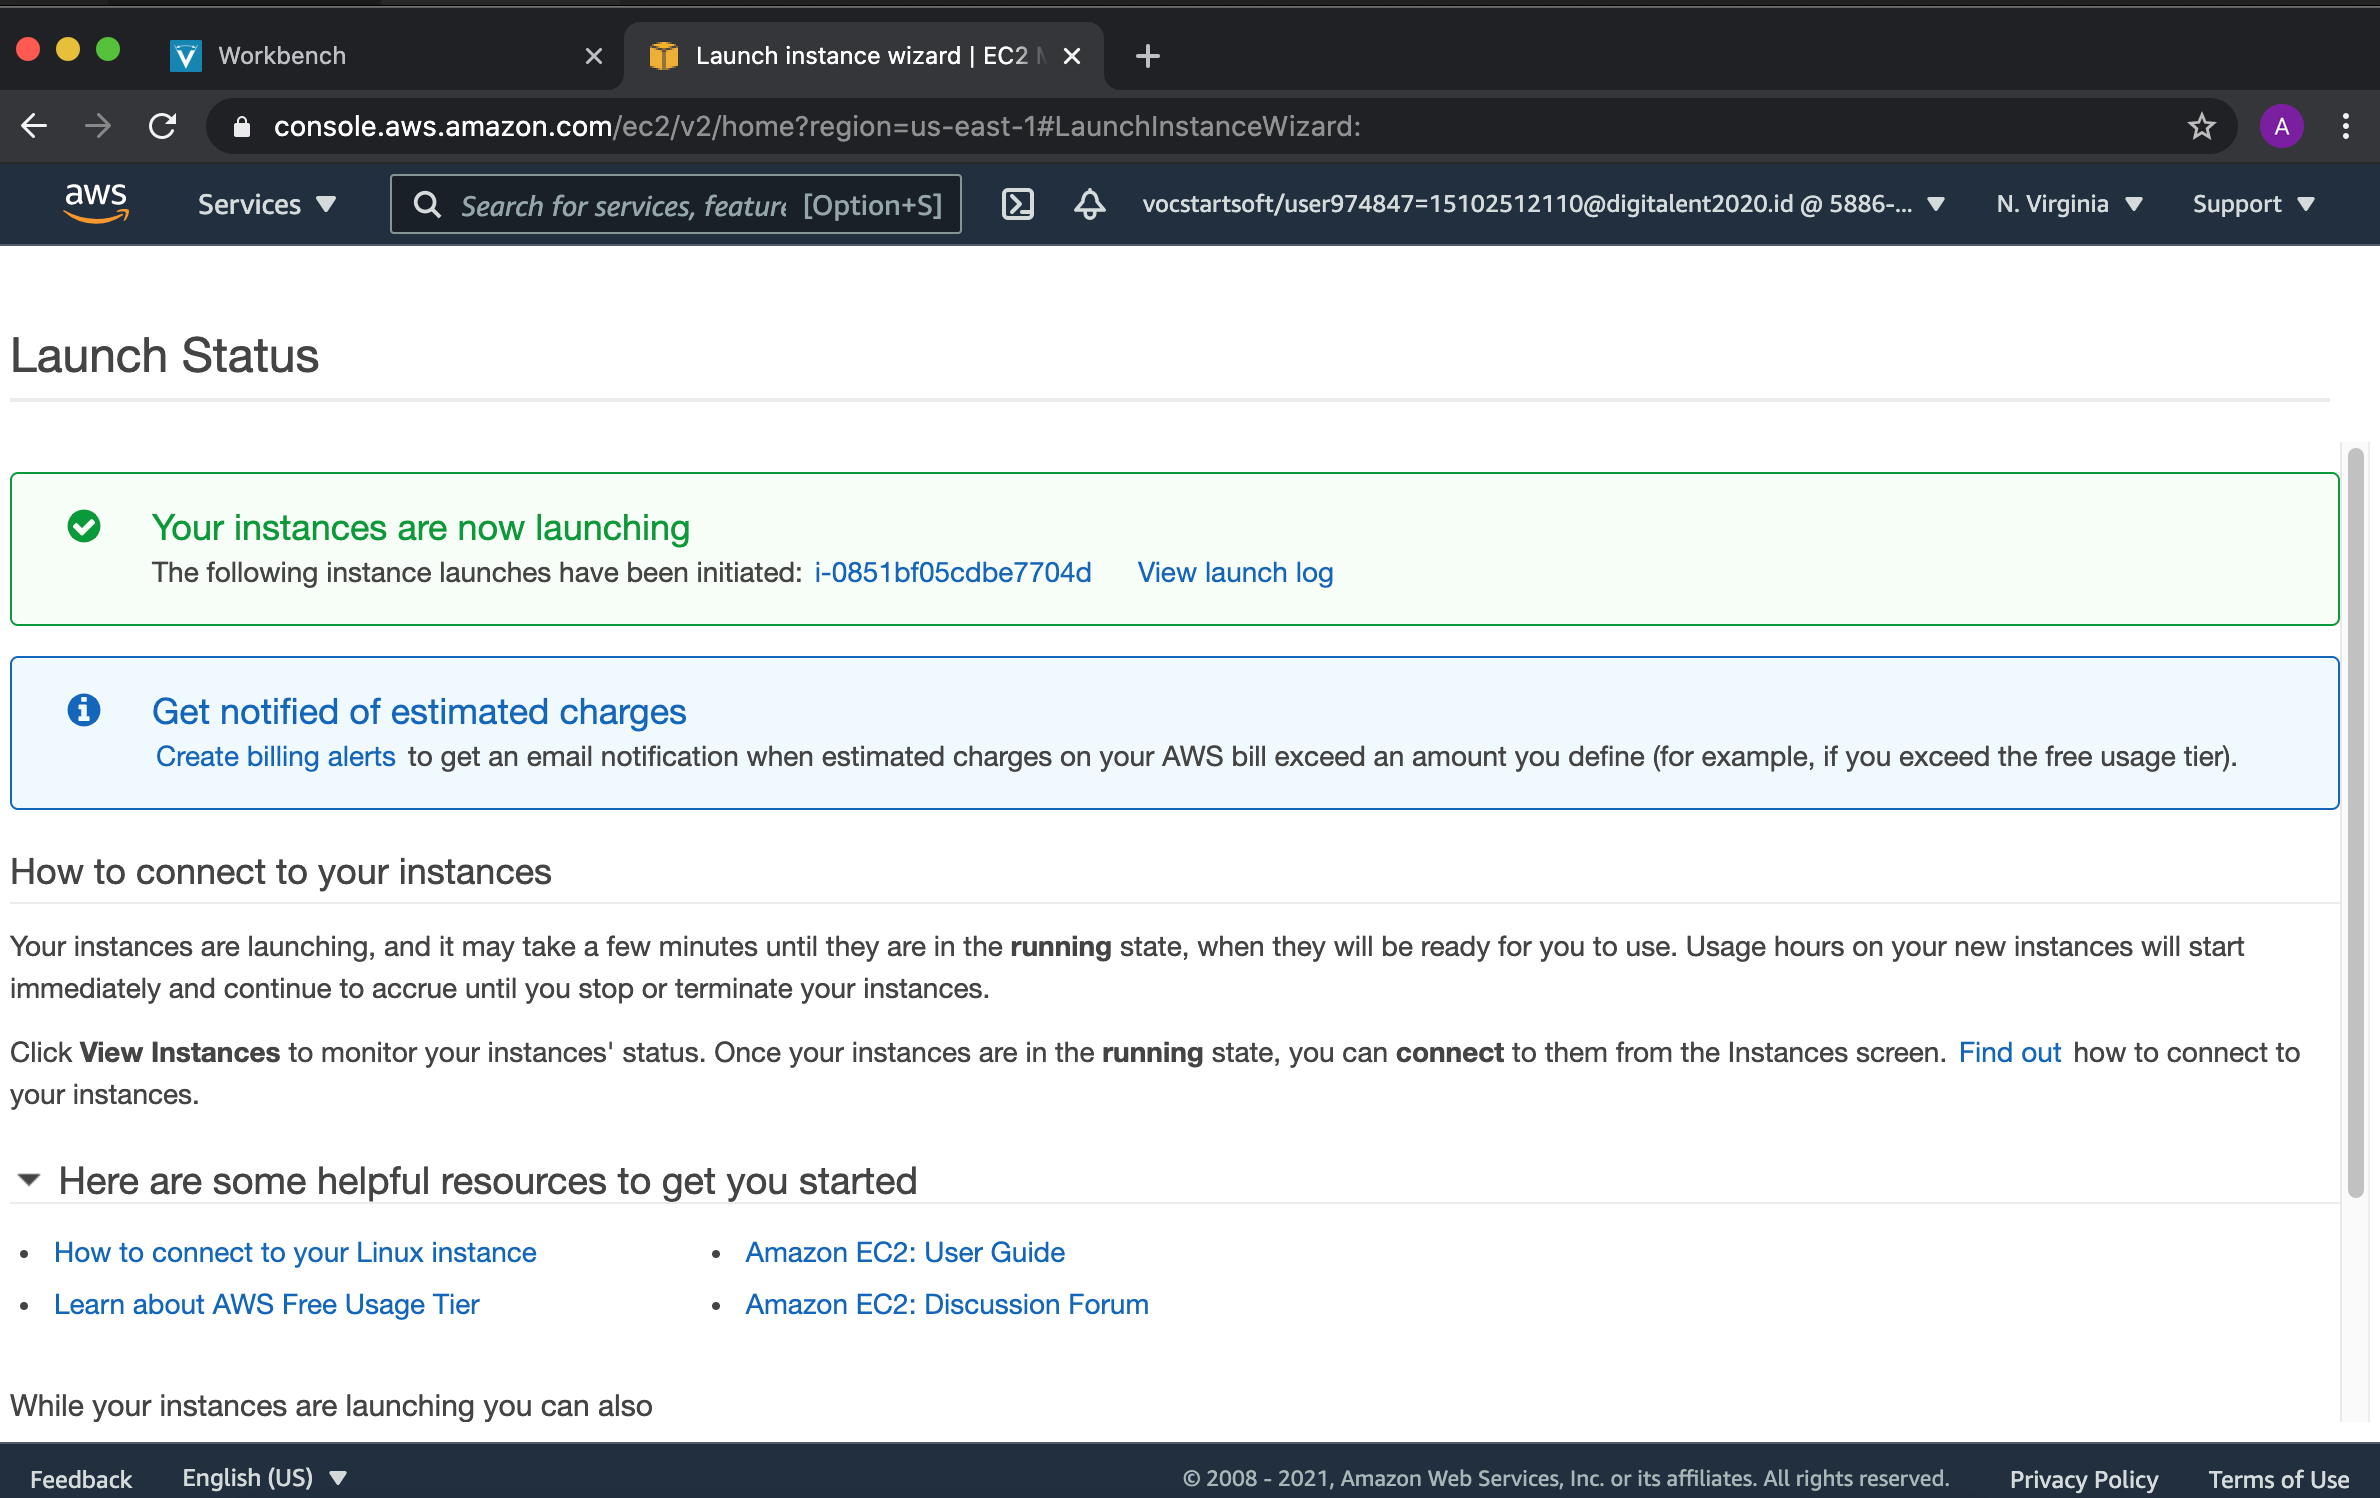 Workbench
Launch instance wizard | EC2 M
console.aws.amazon.com/ec2/v2/home?region=us-east-1#LaunchInstanceWizard:
A
aws
Services
Search for services, feature [Option+S]
vocstartsoft/user974847=15102512110@digitalent2020.id @ 5886-...
N. Virginia
Support
Launch Status
Your instances are now launching
The following instance launches have been initiated: i-0851bf05cdbe7704d View launch log
Get notified of estimated charges
Create billing alerts to get an email notification when estimated charges on your AWS bill exceed an amount you define (for example, if you exceed the free usage tier).
How to connect to your instances
Your instances are launching, and it may take a few minutes until they are in the running state, when they will be ready for you to use. Usage hours on your new instances will start
immediately and continue to accrue until you stop or terminate your instances.
Click View Instances to monitor your instances' status. Once your instances are in the running state, you can connect to them from the Instances screen. Find out how to connect to
your instances.
Here are some helpful resources to get you started
• How to connect to your Linux instance
• Amazon EC2: User Guide
• Learn about AWS Free Usage Tier
• Amazon EC2: Discussion Forum
While your instances are launching you can also
Feedback
English (US)
© 2008 - 2021, Amazon Web Services, Inc. or its affiliates. All rights reserved.
Privacy Policy
Terms of Use